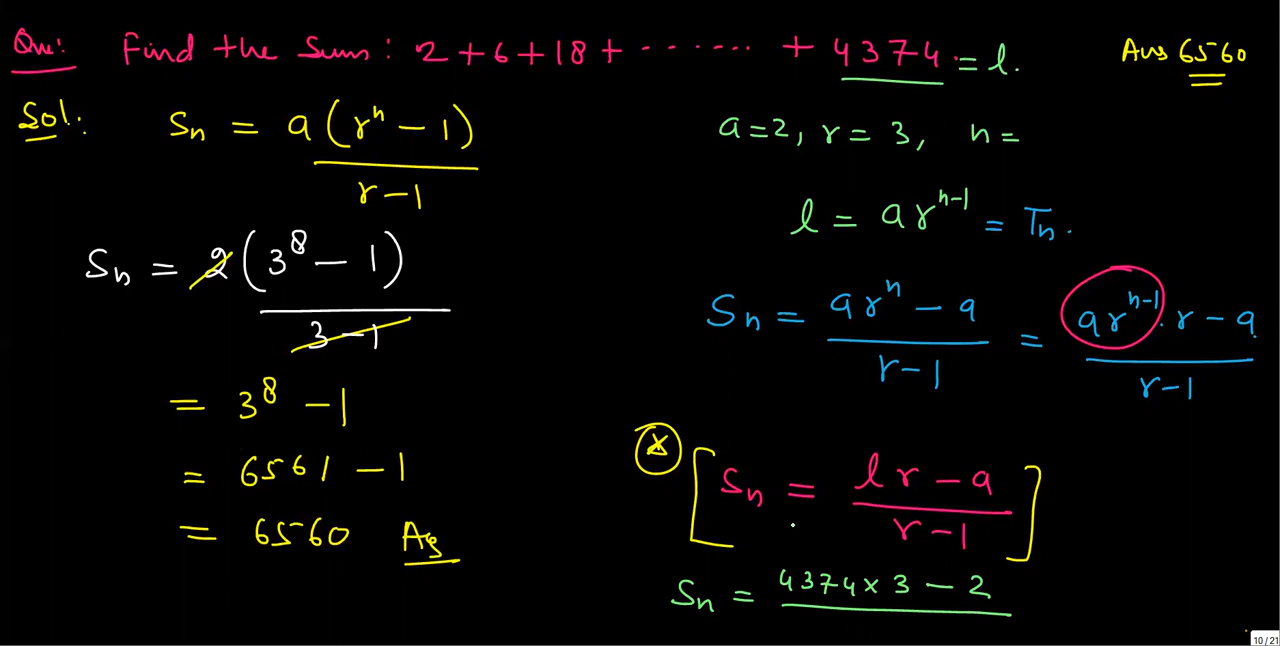 Qu: Find the Sum: 2 + 6 + 18 + ........ + 4374 = l.
Ans 6560
Sol:
Sn = a(r^n - 1) / r - 1
Sn = 2(3^8 - 1) / 3 - 1
= 3^8 - 1
= 6561 - 1
= 6560 As
a = 2, r = 3, n =
l = ar^n-1 = Tn.
Sn = ar^n - a / r - 1 = ar^n-1 . r - a / r - 1
Sn = lr - a / r - 1
Sn = 4374 x 3 - 2
10 / 21